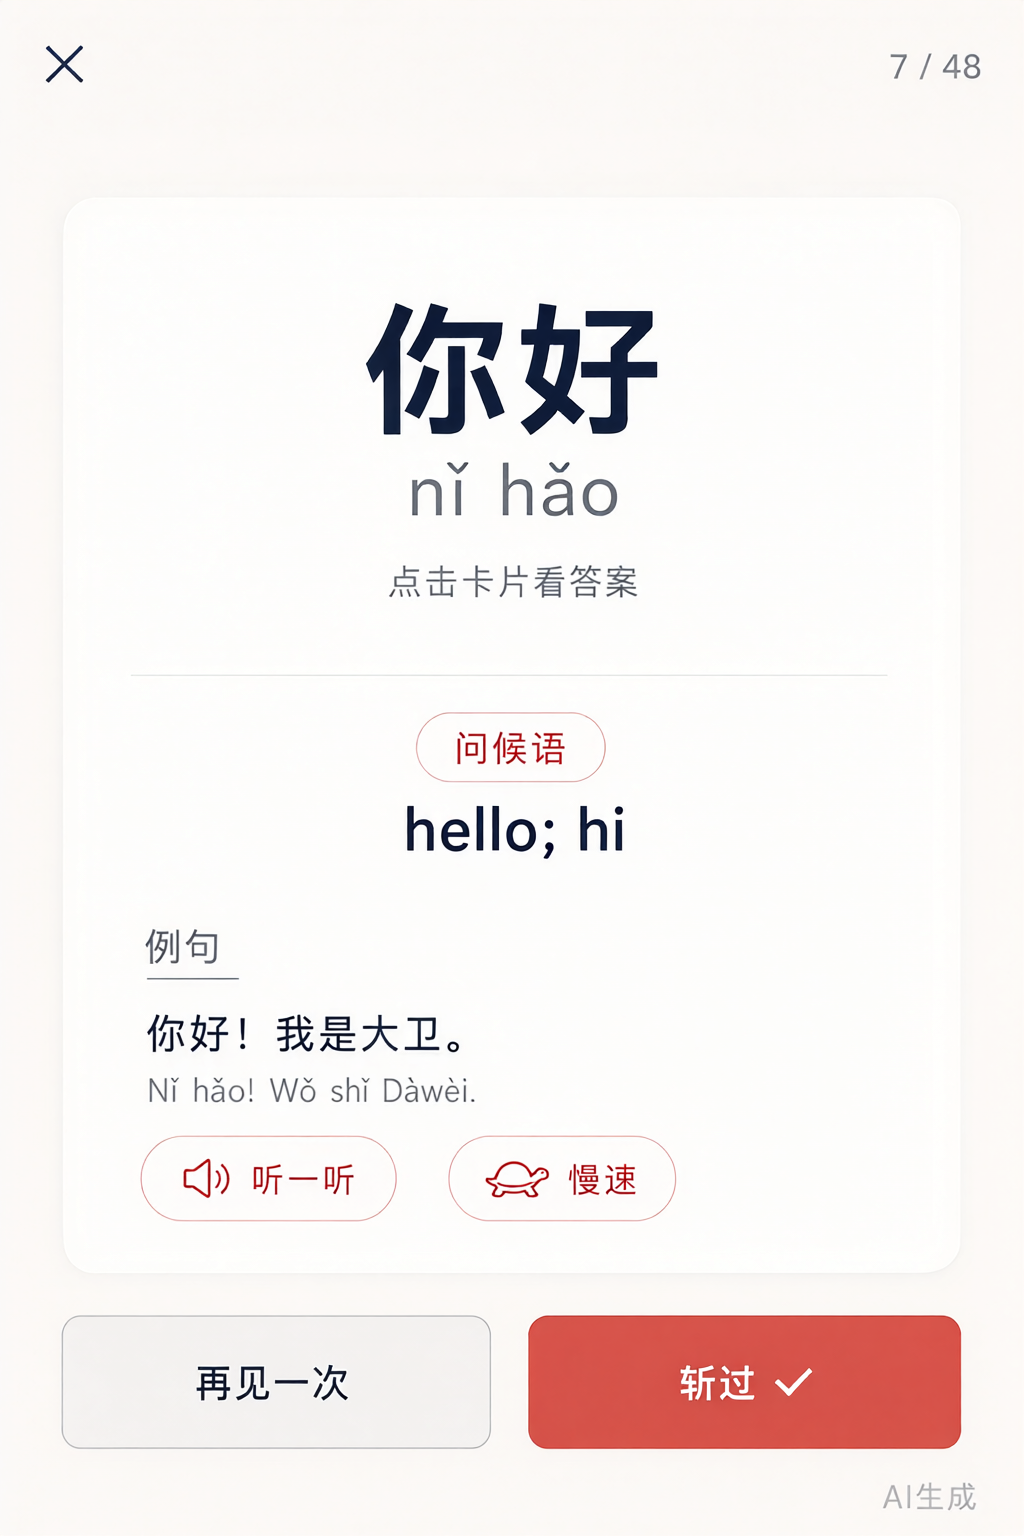 7 / 48
你好
nǐ hǎo
点击卡片看答案
问候语
hello; hi
例句
你好！我是大卫。
Nǐ hǎo! Wǒ shǐ Dàwèi.
听一听
慢速
再见一次
斩过
AI生成